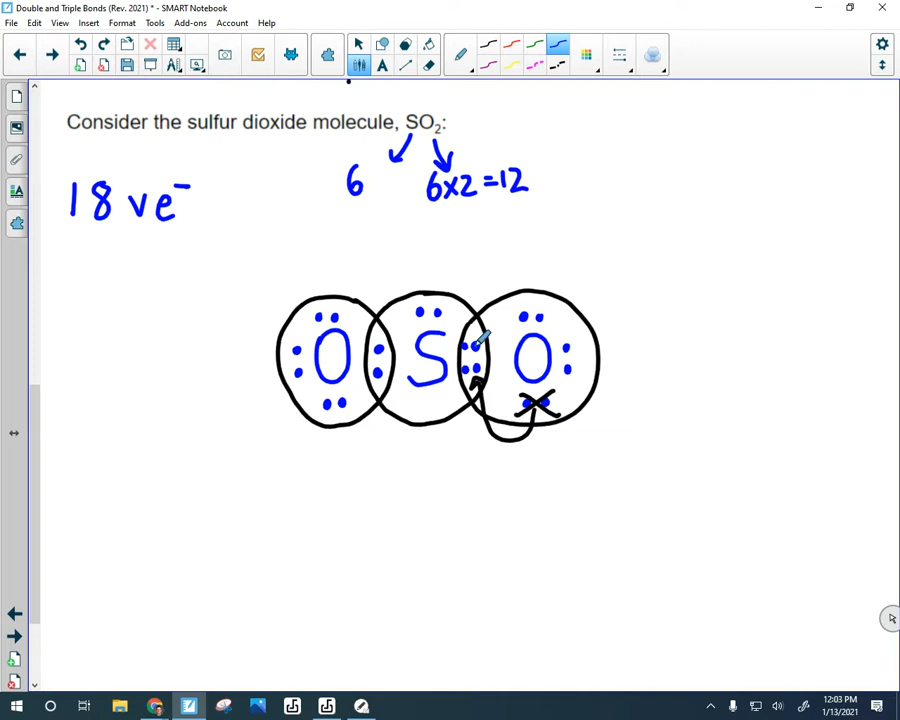 Double and Triple Bonds (Rev. 2021) * - SMART Notebook
File Edit View Insert Format Tools Add-ons Account Help
Consider the sulfur dioxide molecule, SO₂:
6 6x2=12
18 ve⁻
O S O
12:03 PM
1/13/2021